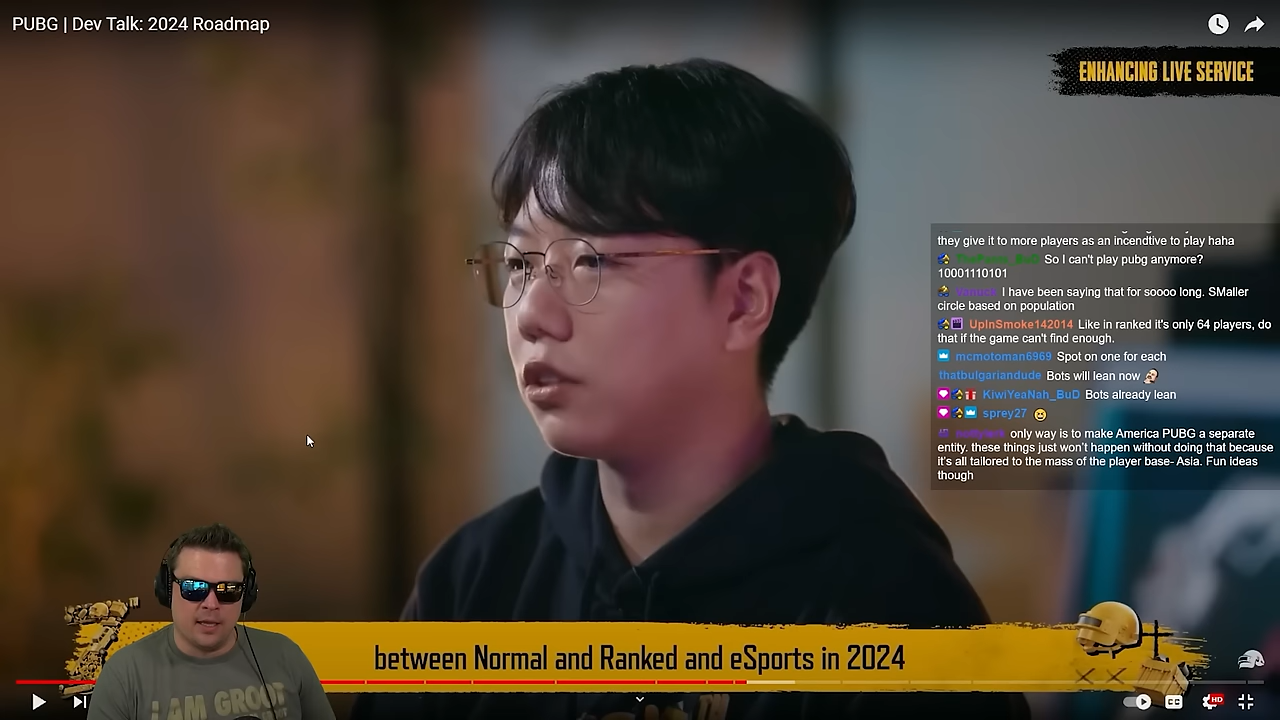 PUBG | Dev Talk: 2024 Roadmap
ENHANCING LIVE SERVICE
they give it to more players as an incendtive to play haha
So I can't play pubg anymore?
10001110101
I have been saying that for soooo long. SMaller
circle based on population
UpInSmoke142014 Like in ranked it's only 64 players, do
that if the game can't find enough.
mcmotoman6969 Spot on one for each
thatbulgariandude Bots will lean now
KiwiYeaNah_BuD Bots already lean
sprey27
only way is to make America PUBG a separate
entity. these things just won't happen without doing that because
it's all tailored to the mass of the player base- Asia. Fun ideas
though
I AM GROOT
between Normal and Ranked and eSports in 2024
CC
HD